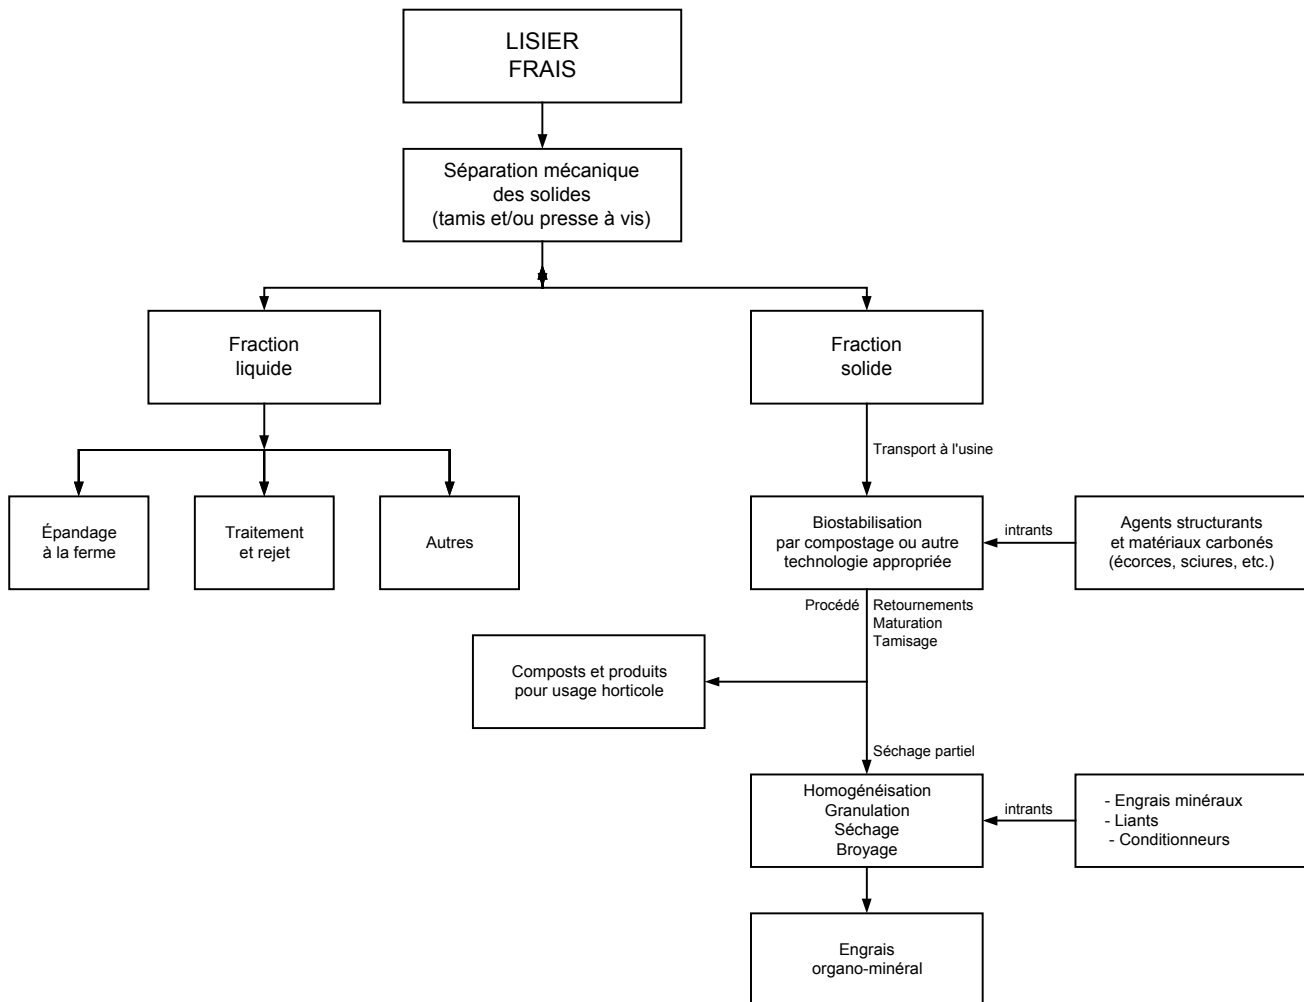 LISIER
FRAIS
Séparation mécanique
des solides
(tamis et/ou presse à vis)
Fraction
liquide
Fraction
solide
Transport à l'usine
Épandage
à la ferme
Traitement
et rejet
Autres
Biostabilisation
par compostage ou autre
technologie appropriée
intrants
Agents structurants
et matériaux carbonés
(écorces, sciures, etc.)
Procédé
Retournements
Maturation
Tamisage
Composts et produits
pour usage horticole
Séchage partiel
Homogénéisation
Granulation
Séchage
Broyage
intrants
- Engrais minéraux
- Liants
- Conditionneurs
Engrais
organo-minéral